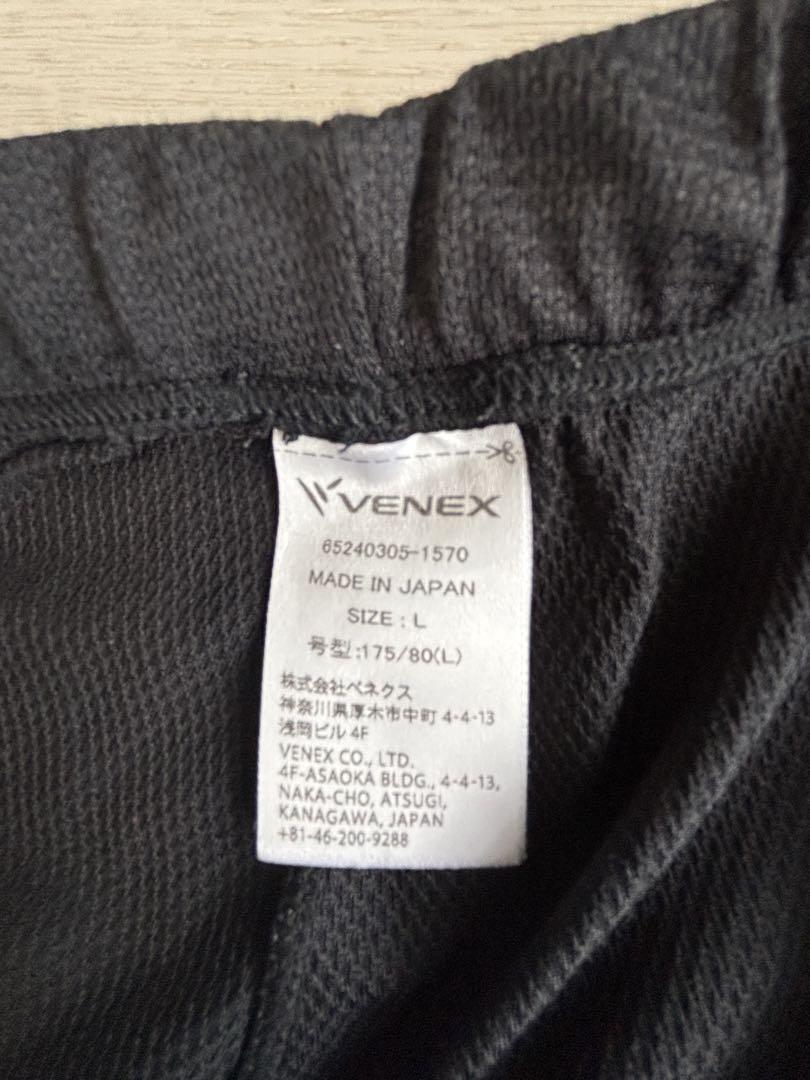 VENEX
65240305-1570
MADE IN JAPAN
SIZE : L
号型:175/80(L)
株式会社ベネクス
神奈川県厚木市中町 4-4-13
浅岡ビル 4F
VENEX CO., LTD.
4F-ASAOKA BLDG., 4-4-13,
NAKA-CHO, ATSUGI,
KANAGAWA, JAPAN
+81-46-200-9288